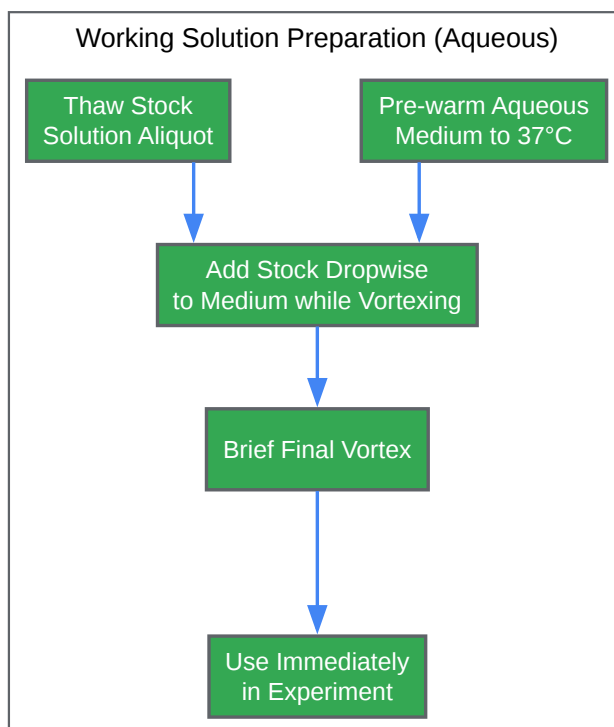 Working Solution Preparation (Aqueous)
Thaw Stock
Solution Aliquot
Pre-warm Aqueous
Medium to 37°C
Add Stock Dropwise
to Medium while Vortexing
Brief Final Vortex
Use Immediately
in Experiment